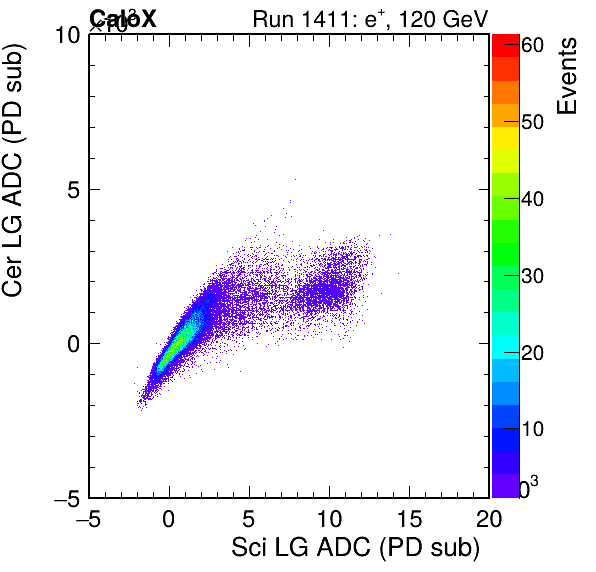 CaloX
×10³
Run 1411: e⁺, 120 GeV
Events
Cer LG ADC (PD sub)
10
5
0
−5
−5 0 5 10 15 20
Sci LG ADC (PD sub)
60
50
40
30
20
10
0